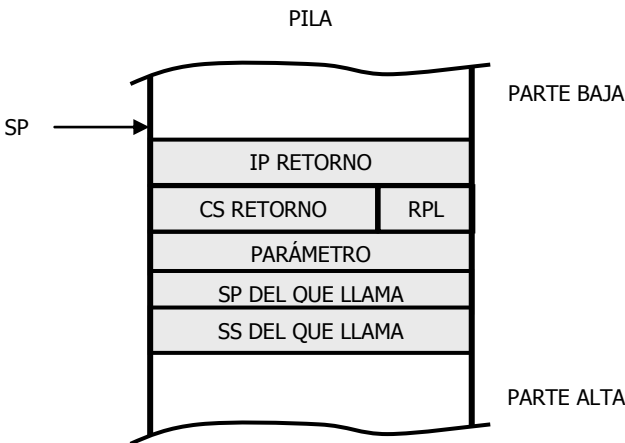 PILA
PARTE BAJA
SP
IP RETORNO
CS RETORNO RPL
PARÁMETRO
SP DEL QUE LLAMA
SS DEL QUE LLAMA
PARTE ALTA